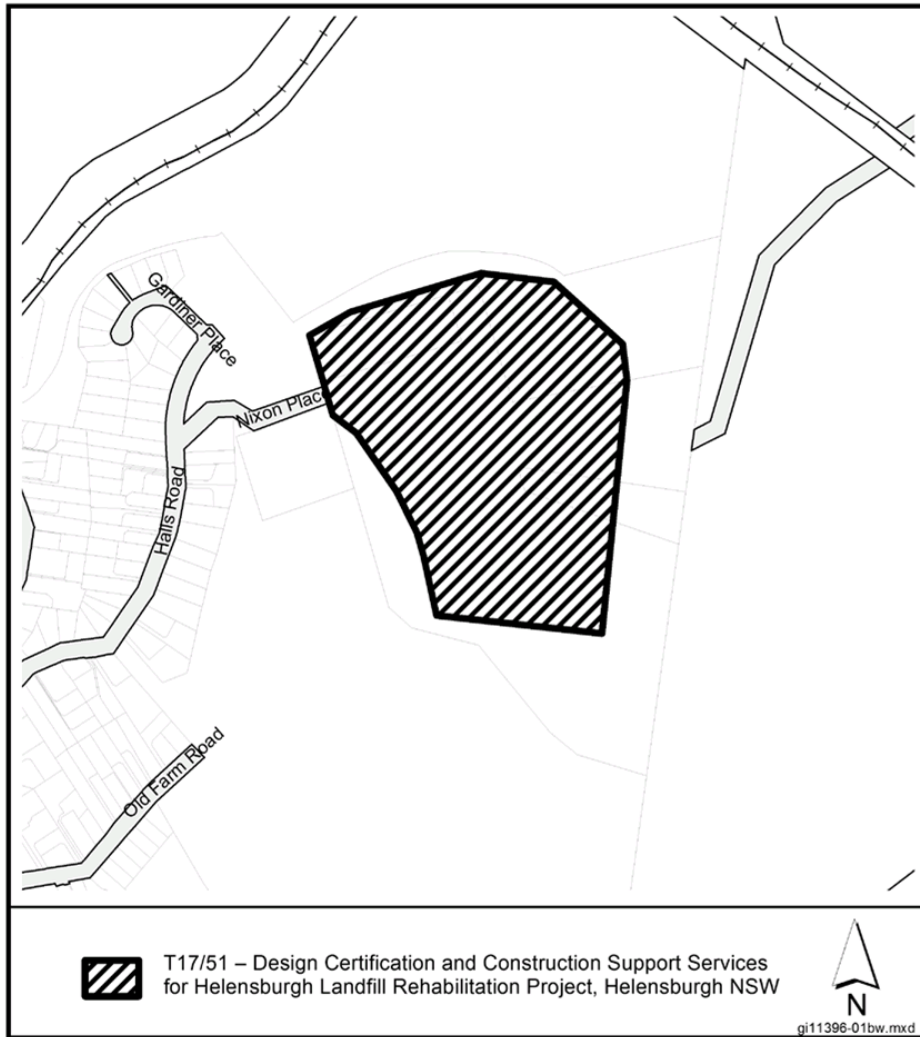 Gardiner Place
Nixon Place
Halls Road
Old Farm Road
T17/51 – Design Certification and Construction Support Services
for Helensburgh Landfill Rehabilitation Project, Helensburgh NSW
N
gi11396-01bw.mxd